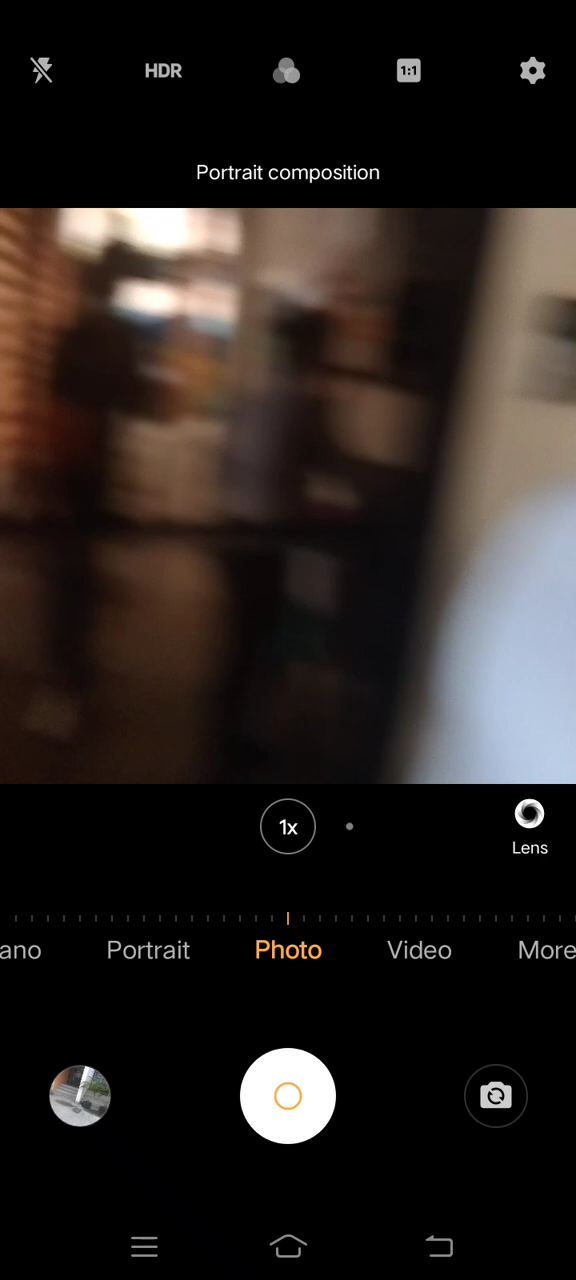 HDR
1:1
Portrait composition
1x
Lens
ano Portrait Photo Video More